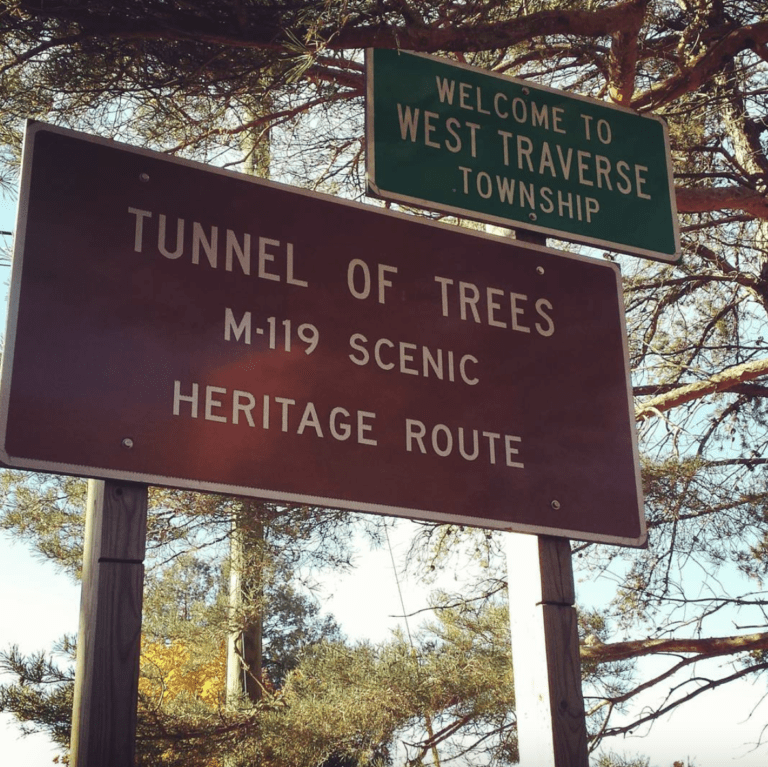 WELCOME TO
WEST TRAVERSE
TOWNSHIP
TUNNEL OF TREES
M-119 SCENIC
HERITAGE ROUTE